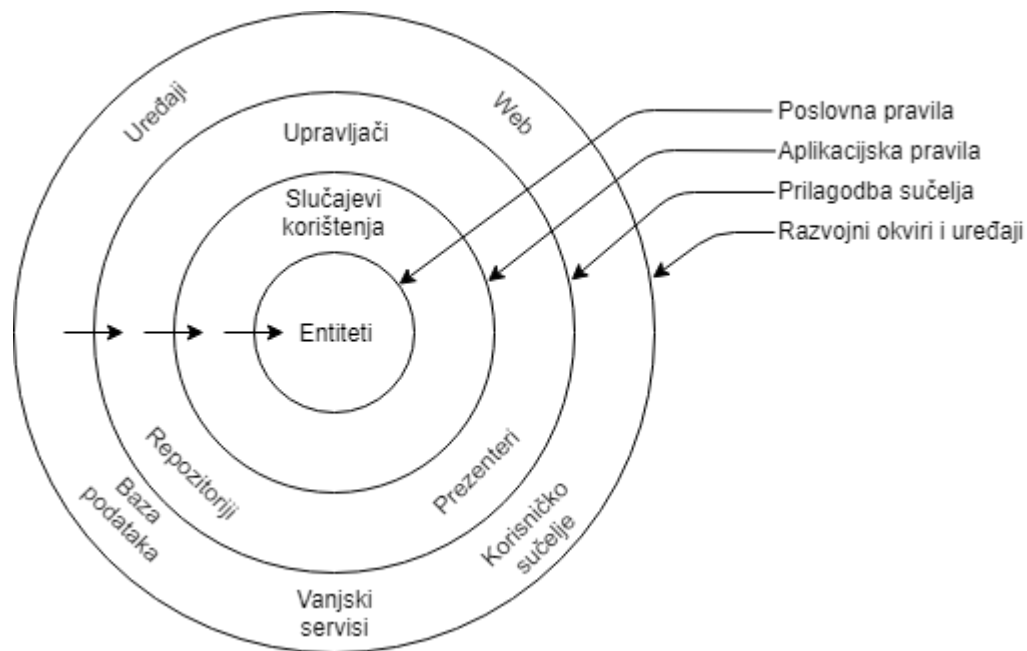 Uređaji
Web
Upravljači
Slučajevi
korištenja
Entiteti
Repozitoriji
Prezenteri
Baza
podataka
Korisničko
sučelje
Vanjski
servisi
Poslovna pravila
Aplikacijska pravila
Prilagodba sučelja
Razvojni okviri i uređaji